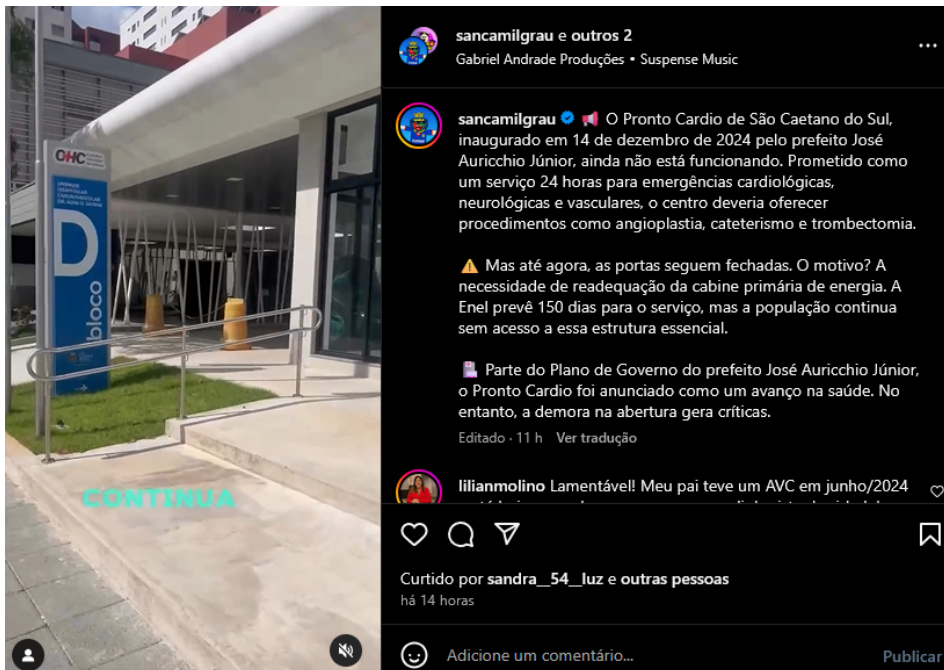 CHC
UNIDADE
HOSPITALAR
CARDIOVASCULAR
D
bloco
CONTINUA
sancamilgrau e outros 2
Gabriel Andrade Produções • Suspense Music
sancamilgrau O Pronto Cardio de São Caetano do Sul,
inaugurado em 14 de dezembro de 2024 pelo prefeito José
Auricchio Júnior, ainda não está funcionando. Prometido como
um serviço 24 horas para emergências cardiológicas,
neurológicas e vasculares, o centro deveria oferecer
procedimentos como angioplastia, cateterismo e trombectomia.
Mas até agora, as portas seguem fechadas. O motivo? A
necessidade de readequação da cabine primária de energia. A
Enel prevê 150 dias para o serviço, mas a população continua
sem acesso a essa estrutura essencial.
Parte do Plano de Governo do prefeito José Auricchio Júnior,
o Pronto Cardio foi anunciado como um avanço na saúde. No
entanto, a demora na abertura gera críticas.
Editado · 11 h Ver tradução
lilianmolino Lamentável! Meu pai teve um AVC em junho/2024
Curtido por sandra__54__luz e outras pessoas
há 14 horas
Adicione um comentário...
Publicar